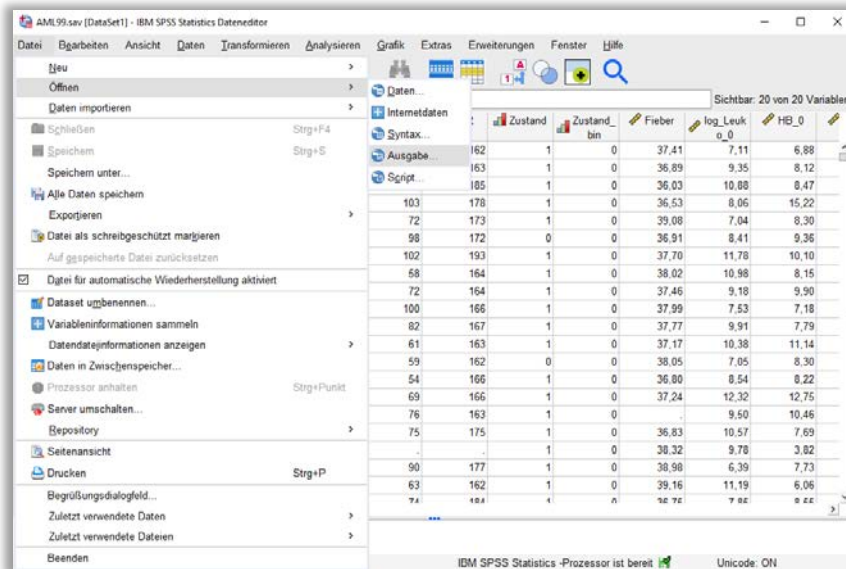 AML99.sav [DataSet1] - IBM SPSS Statistics Dateneditor
Datei Bearbeiten Ansicht Daten Transformieren Analysieren Grafik Extras Erweiterungen Fenster Hilfe
Neu
Öffnen
Daten importieren
Schließen Strg+F4
Speichern Strg+S
Speichern unter...
Alle Daten speichern
Exportieren
Datei als schreibgeschützt markieren
Auf gespeicherte Datei zurücksetzen
Datei für automatische Wiederherstellung aktiviert
Dataset umbenennen...
Variableninformationen sammeln
Datendateiinformationen anzeigen
Daten in Zwischenspeicher...
Prozessor anhalten Strg+Punkt
Server umschalten...
Repository
Seitenansicht
Drucken Strg+P
Begrüßungsdialogfeld...
Zuletzt verwendete Daten
Zuletzt verwendete Dateien
Beenden
Daten...
Internetdaten
Syntax...
Ausgabe...
Script...
Sichtbar: 20 von 20 Variablen
Zustand Zustand_bin Fieber log_Leuko_0 HB_0
162 1 0 37,41 7,11 6,88
163 1 0 36,89 9,35 8,12
185 1 0 36,03 10,88 8,47
103 178 1 0 36,53 8,06 15,22
72 173 1 0 39,08 7,04 8,30
98 172 0 0 36,91 8,41 9,36
102 193 1 0 37,70 11,78 10,10
58 164 1 0 38,02 10,98 8,15
72 164 1 0 37,46 9,18 9,90
100 166 1 0 37,99 7,53 7,18
82 167 1 0 37,77 9,91 7,79
61 163 1 0 37,17 10,38 11,14
59 162 0 0 38,05 7,05 8,30
54 166 1 0 36,80 8,54 8,22
69 166 1 0 37,24 12,32 12,75
76 163 1 0 . 9,50 10,46
75 175 1 0 36,83 10,57 7,69
. . 1 0 38,32 9,78 3,82
90 177 1 0 38,98 6,39 7,73
63 162 1 0 39,16 11,19 6,06
74 184 1 0 36,76 7,86
IBM SPSS Statistics -Prozessor ist bereit Unicode: ON